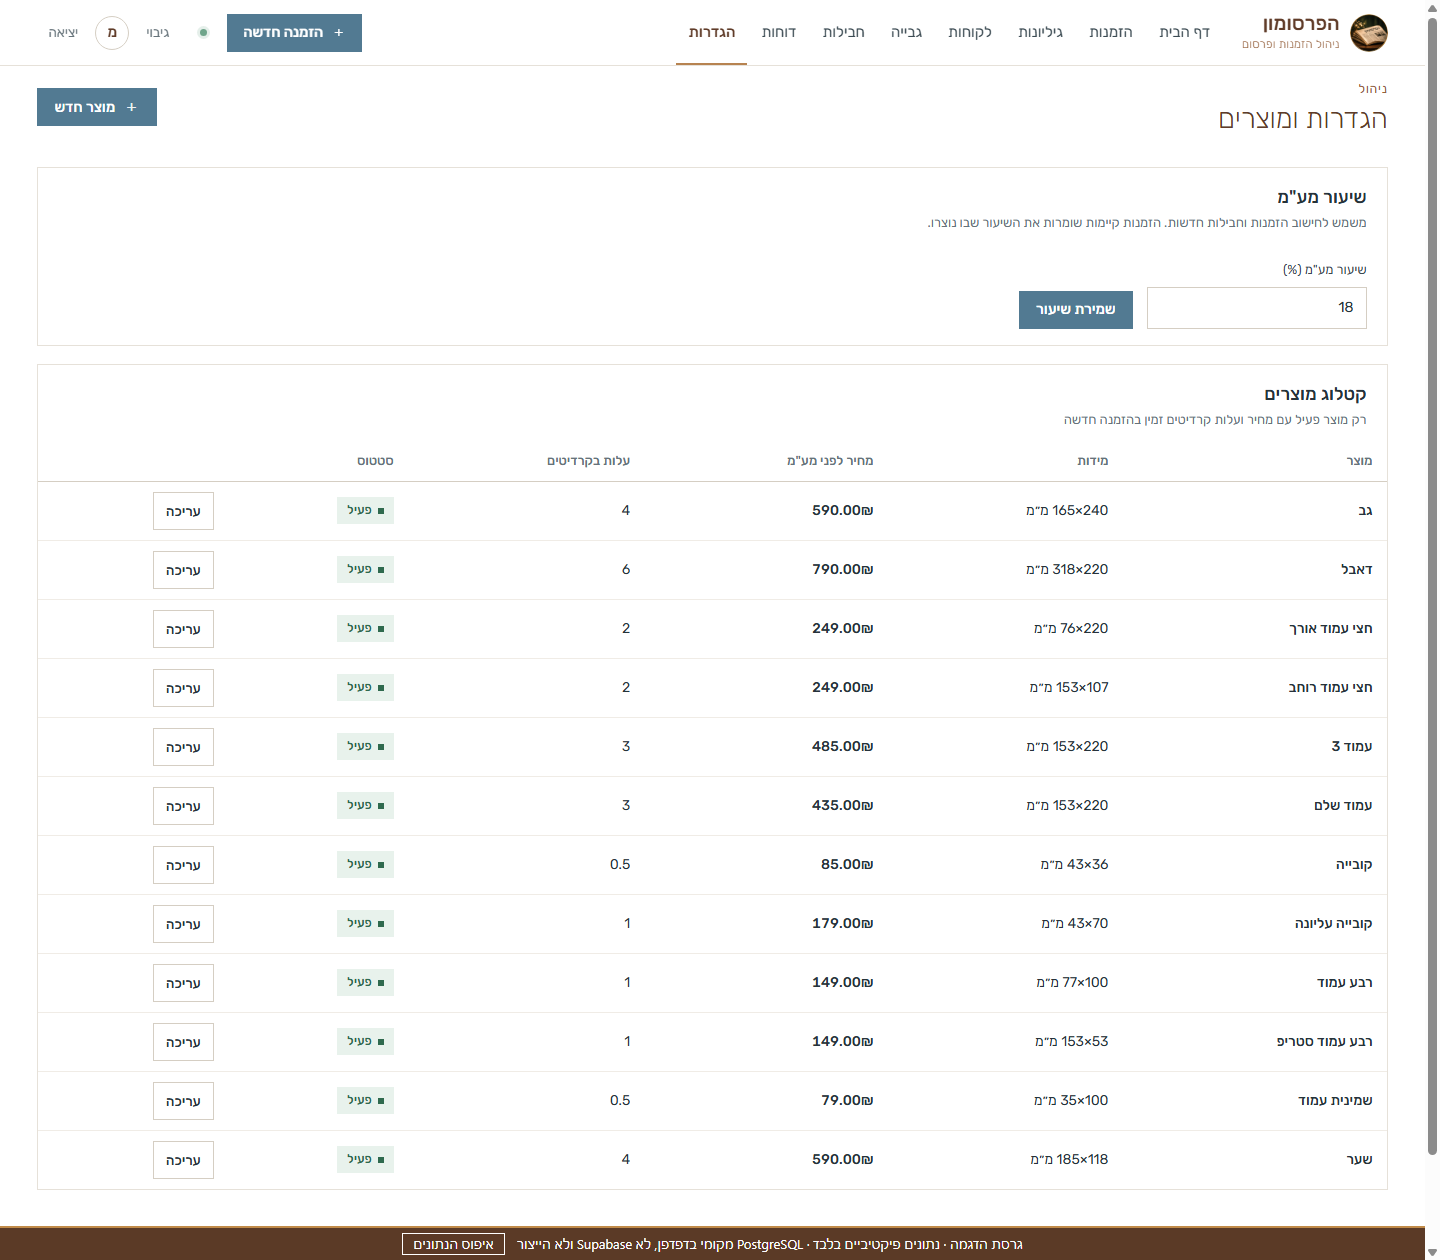 הפרסומון
ניהול הזמנות ופרסום
דף הבית
הזמנות
גיליונות
לקוחות
גבייה
חבילות
דוחות
הגדרות
+ הזמנה חדשה
גיבוי
מ
יציאה
ניהול
הגדרות ומוצרים
+ מוצר חדש
שיעור מע"מ
משמש לחישוב הזמנות וחבילות חדשות. הזמנות קיימות שומרות את השיעור שבו נוצרו.
שיעור מע"מ (%)
18
שמירת שיעור
קטלוג מוצרים
רק מוצר פעיל עם מחיר ועלות קרדיטים זמין בהזמנה חדשה
מוצר מידות מחיר לפני מע"מ עלות בקרדיטים סטטוס
גב 165×240 מ״מ ₪590.00 4 פעיל עריכה
דאבל 318×220 מ״מ ₪790.00 6 פעיל עריכה
חצי עמוד אורך 76×220 מ״מ ₪249.00 2 פעיל עריכה
חצי עמוד רוחב 153×107 מ״מ ₪249.00 2 פעיל עריכה
עמוד 3 153×220 מ״מ ₪485.00 3 פעיל עריכה
עמוד שלם 153×220 מ״מ ₪435.00 3 פעיל עריכה
קובייה 43×36 מ״מ ₪85.00 0.5 פעיל עריכה
קובייה עליונה 43×70 מ״מ ₪179.00 1 פעיל עריכה
רבע עמוד 77×100 מ״מ ₪149.00 1 פעיל עריכה
רבע עמוד סטריפ 153×53 מ״מ ₪149.00 1 פעיל עריכה
שמינית עמוד 35×100 מ״מ ₪79.00 0.5 פעיל עריכה
שער 185×118 מ״מ ₪590.00 4 פעיל עריכה
גרסת הדגמה · נתונים פיקטיביים בלבד · PostgreSQL מקומי בדפדפן, לא Supabase ולא הייצור
איפוס הנתונים